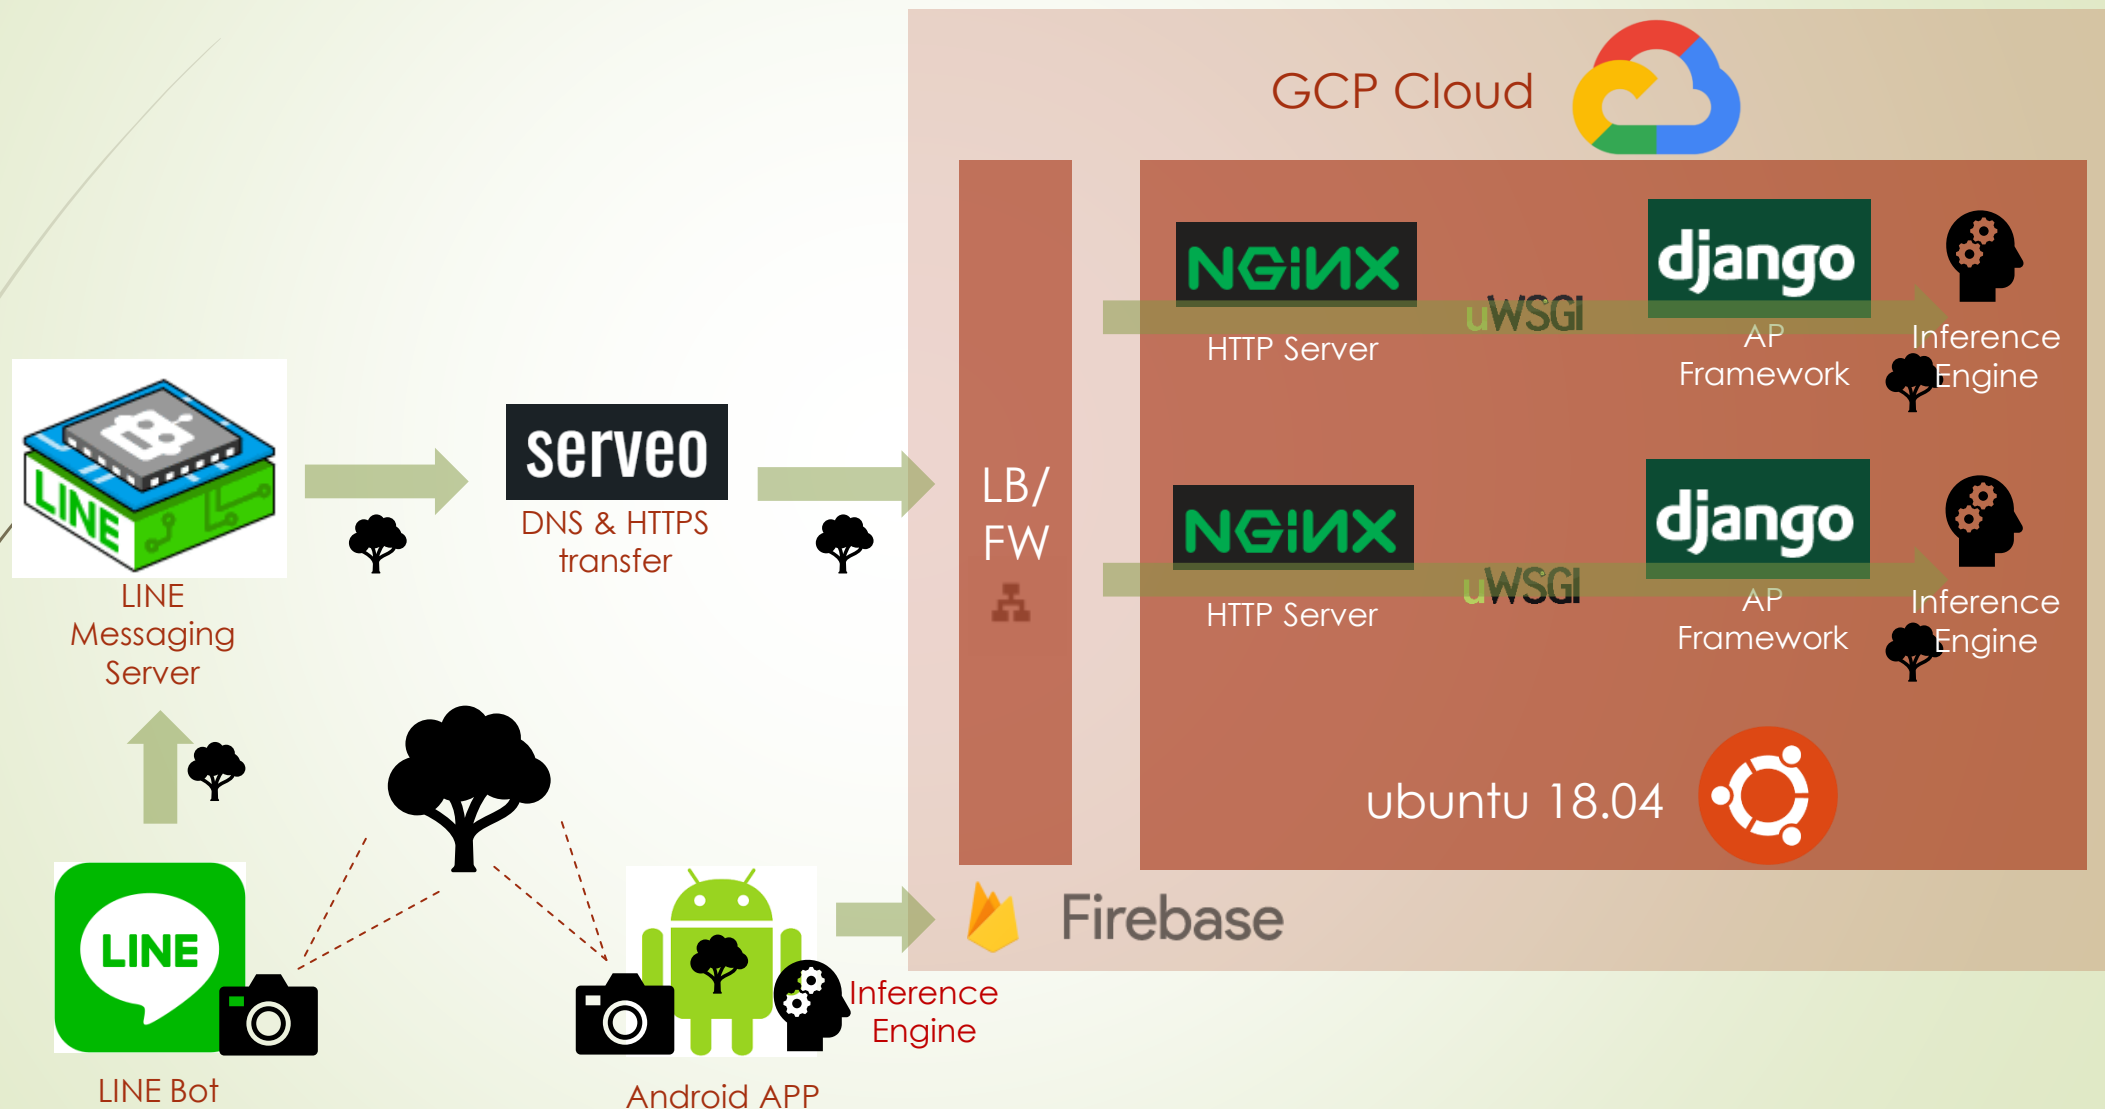 GCP Cloud
NGINX
HTTP Server
uWSGI
django
AP
Framework
Inference
Engine
LINE
LINE
Messaging
Server
serveo
DNS & HTTPS
transfer
LB/
FW
NGINX
HTTP Server
uWSGI
django
AP
Framework
Inference
Engine
ubuntu 18.04
Firebase
LINE
LINE Bot
Inference
Engine
Android APP